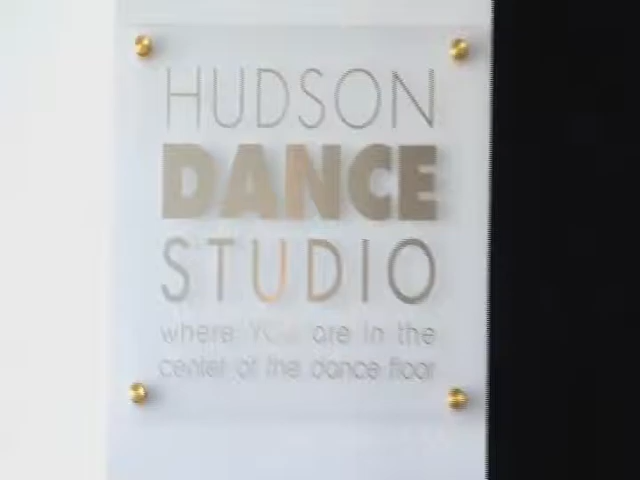 HUDSON
DANCE
STUDIO
where YOU are in the
center of the dance floor